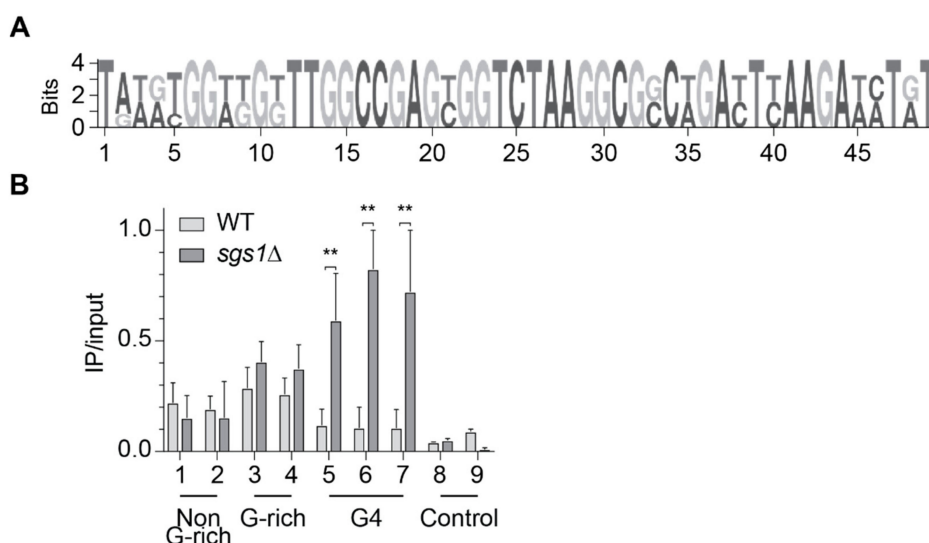 A
4
2
0
Bits
TATGTGGTTGTTTGGCCGAGTGGTCTAAGGCGGCTGATTTAAGATCTGT
1 5 10 15 20 25 30 35 40 45
B
WT
sgs1Δ
** ** **
1.0
0.5
0.0
IP/input
1 2 3 4 5 6 7 8 9
Non G-rich G4 Control
G-rich